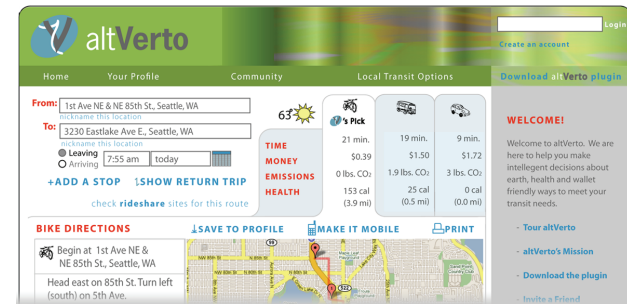 altVerto
Login
Create an account
Home Your Profile Community Local Transit Options Download altVerto plugin
From: 1st Ave NE & NE 85th St., Seattle, WA
nickname this location
To: 3230 Eastlake Ave E., Seattle, WA
nickname this location
Leaving
Arriving 7:55 am today
+ADD A STOP SHOW RETURN TRIP
check rideshare sites for this route
63°
's Pick
TIME 21 min. 19 min. 9 min.
MONEY $0.39 $1.50 $1.72
EMISSIONS 0 lbs. CO2 1.9 lbs. CO2 3 lbs. CO2
HEALTH 153 cal 25 cal 0 cal
(3.9 mi) (0.5 mi) (0.0 mi)
WELCOME!
Welcome to altVerto. We are
here to help you make
intellegent decisions about
earth, health and wallet
friendly ways to meet your
transit needs.
- Tour altVerto
- altVerto's Mission
- Download the plugin
- Invite a Friend
BIKE DIRECTIONS SAVE TO PROFILE MAKE IT MOBILE PRINT
Begin at 1st Ave NE &
NE 85th St., Seattle, WA
Head east on 85th St. Turn left
(south) on 5th Ave.
99
522